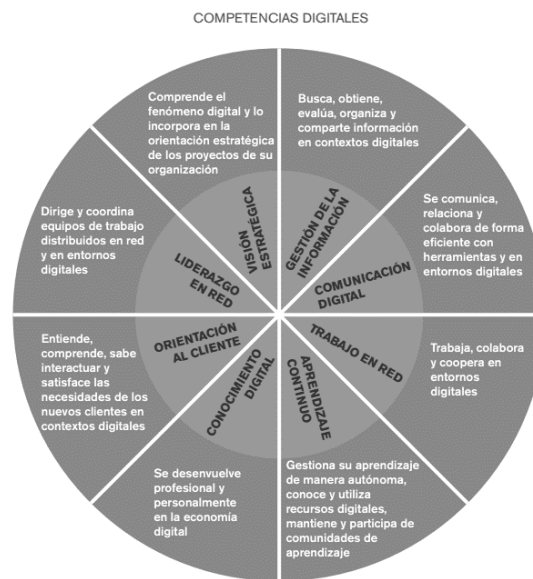 COMPETENCIAS DIGITALES
Comprende el
fenómeno digital y lo
incorpora en la
orientación estratégica
de los proyectos de su
organización
Busca, obtiene,
evalúa, organiza y
comparte información
en contextos digitales
Se comunica,
relaciona y
colabora de forma
eficiente con
herramientas y en
entornos digitales
Trabaja, colabora
y coopera en
entornos
digitales
Gestiona su aprendizaje
de manera autónoma,
conoce y utiliza
recursos digitales,
mantiene y participa de
comunidades de
aprendizaje
Se desenvuelve
profesional y
personalmente
en la economía
digital
Entiende,
comprende, sabe
interactuar y
satisface las
necesidades de los
nuevos clientes en
contextos digitales
Dirige y coordina
equipos de trabajo
distribuidos en red
y en entornos
digitales
VISIÓN
ESTRATÉGICA
GESTIÓN DE LA
INFORMACIÓN
COMUNICACIÓN
DIGITAL
TRABAJO EN RED
APRENDIZAJE
CONTINUO
CONOCIMIENTO
DIGITAL
ORIENTACIÓN
AL CLIENTE
LIDERAZGO
EN RED